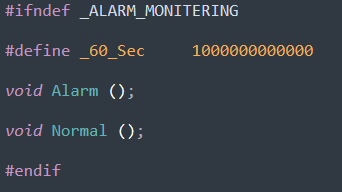 #ifndef _ALARM_MONITERING
#define _60_Sec 1000000000000
void Alarm ();
void Normal ();
#endif